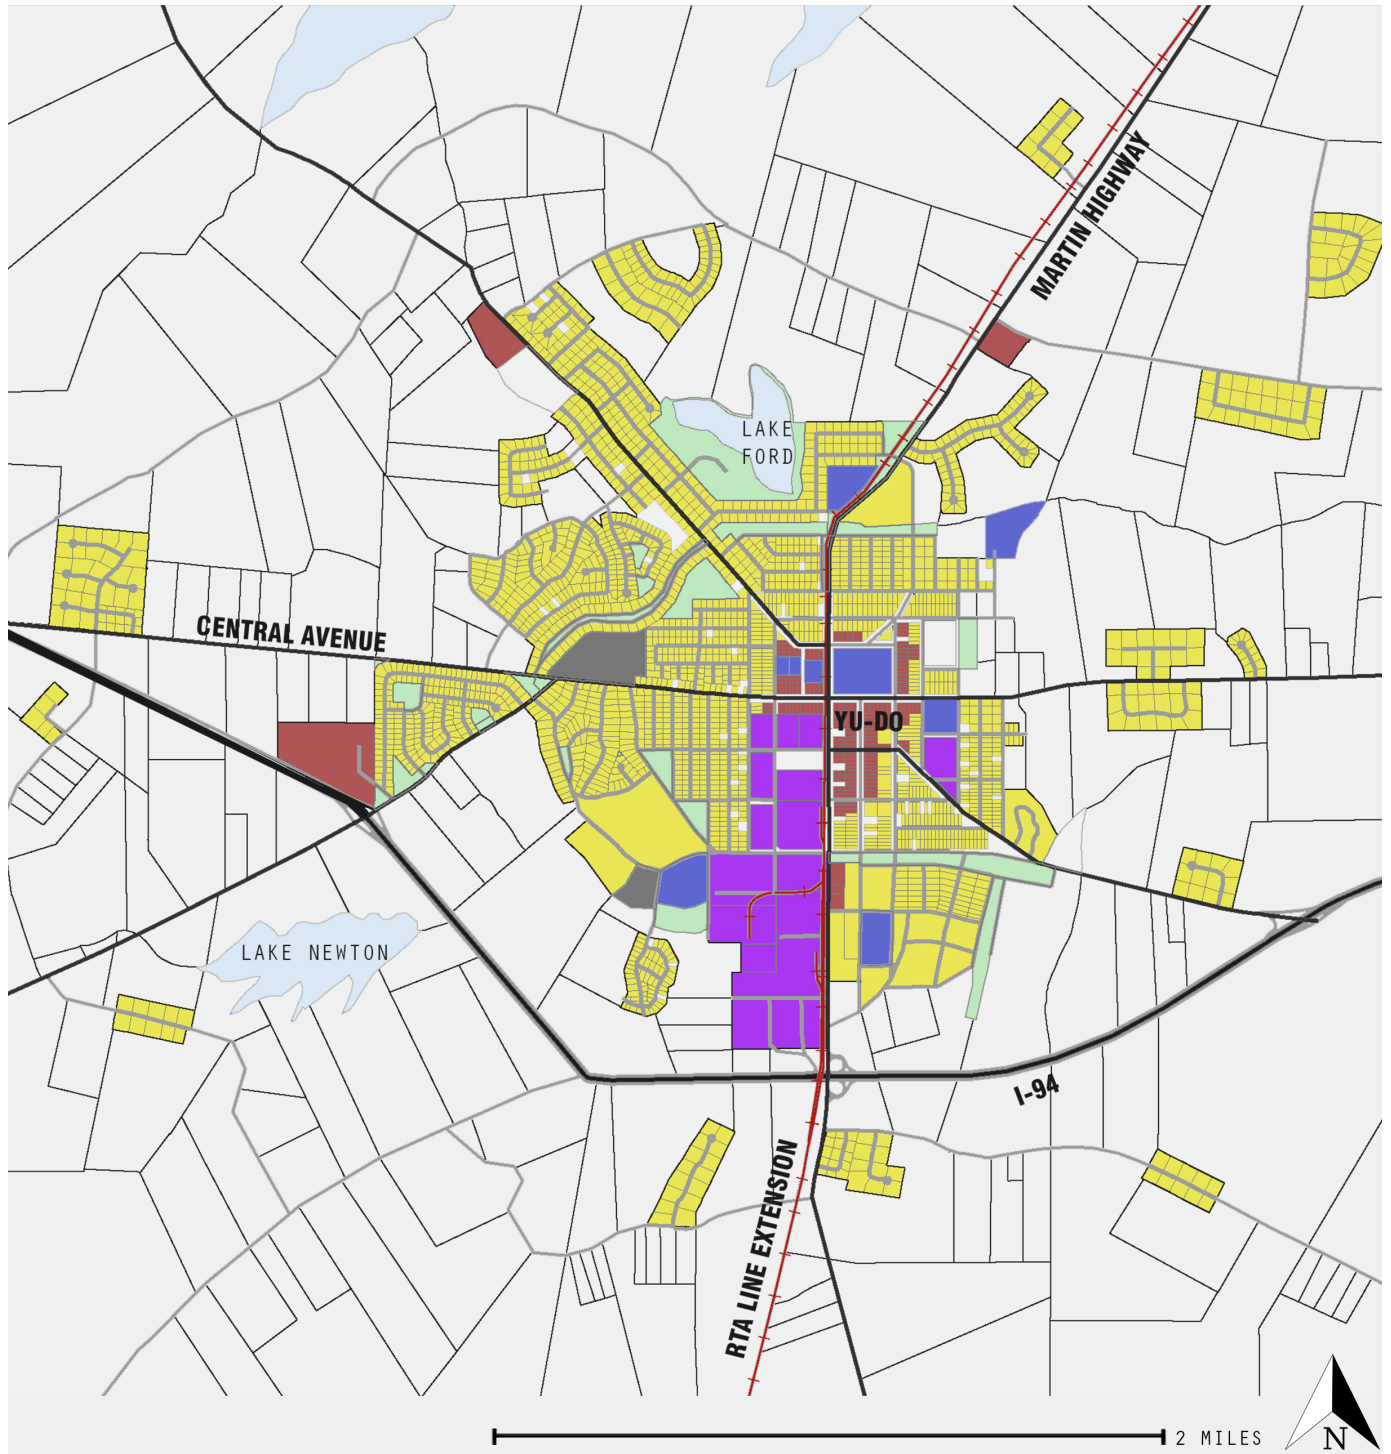 MARTIN HIGHWAY
LAKE
FORD
CENTRAL AVENUE
YU-DO
LAKE NEWTON
I-94
RTA LINE EXTENSION
2 MILES
N